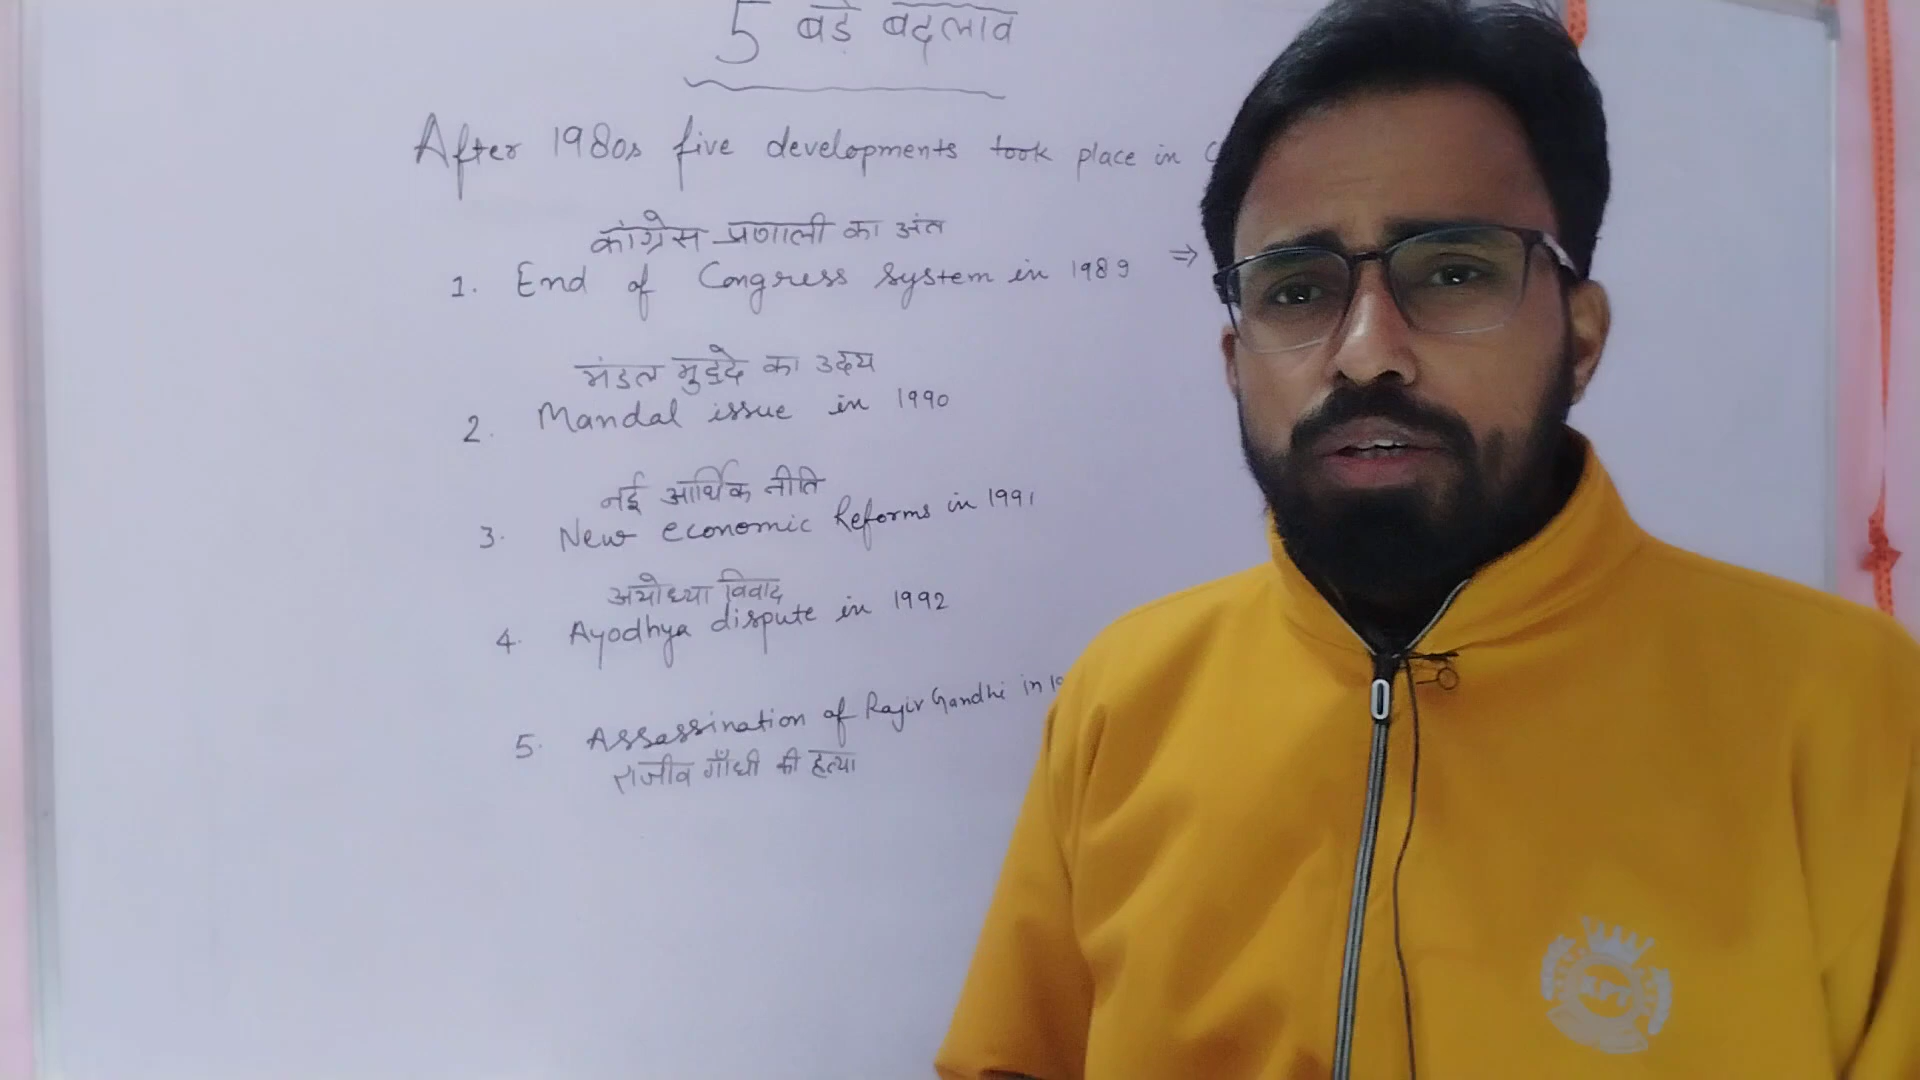 5 बड़े बदलाव
After 1980s five developments took place in
कांग्रेस प्रणाली का अंत
1. End of Congress system in 1989 ⇒
मंडल मुद्दे का उदय
2. Mandal issue in 1990
नई आर्थिक नीति
3. New economic Reforms in 1991
अयोध्या विवाद
4. Ayodhya dispute in 1992
5. Assassination of Rajiv Gandhi in 19
राजीव गाँधी की हत्या